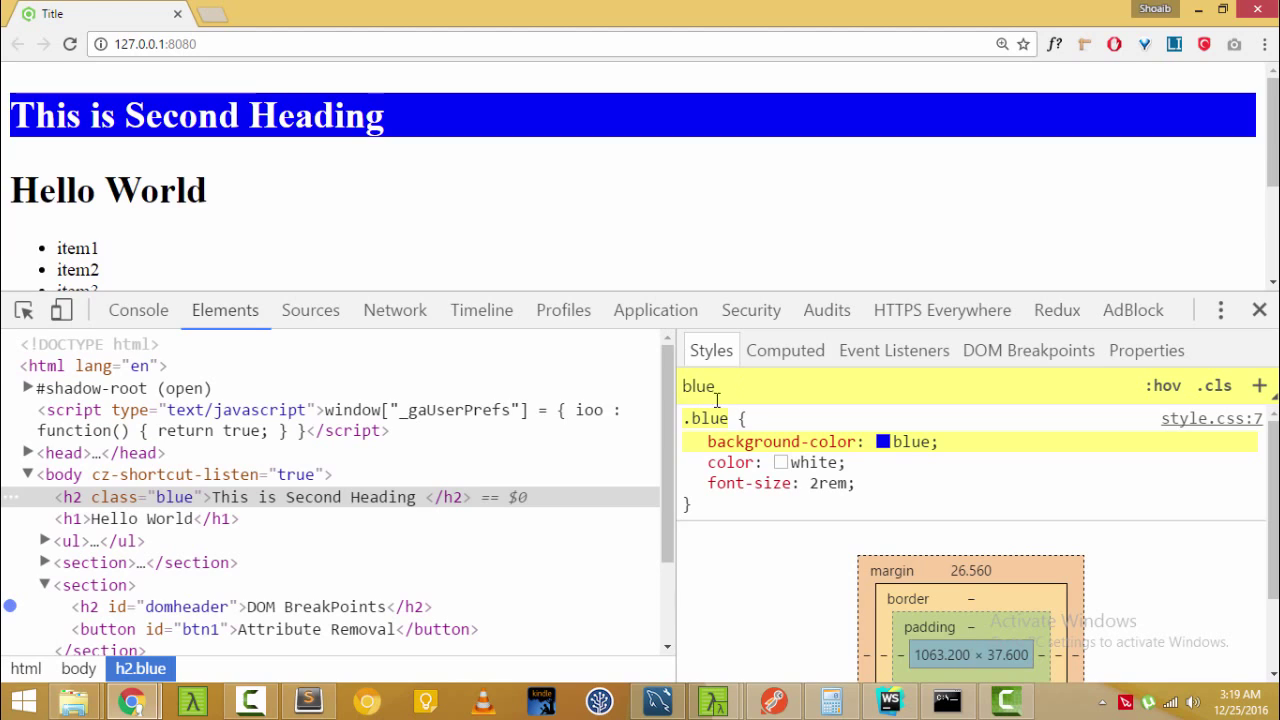 Title
Shoaib
127.0.0.1:8080
This is Second Heading
Hello World
item1
item2
Console Elements Sources Network Timeline Profiles Application Security Audits HTTPS Everywhere Redux AdBlock
<!DOCTYPE html>
<html lang="en">
#shadow-root (open)
<script type="text/javascript">window["_gaUserPrefs"] = { ioo :
function() { return true; } }</script>
<head>…</head>
<body cz-shortcut-listen="true">
<h2 class="blue">This is Second Heading </h2> == $0
<h1>Hello World</h1>
<ul>…</ul>
<section>…</section>
<section>
<h2 id="domheader">DOM BreakPoints</h2>
<button id="btn1">Attribute Removal</button>
</section>
html body h2.blue
Styles Computed Event Listeners DOM Breakpoints Properties
blue :hov .cls +
.blue { style.css:7
background-color: blue;
color: white;
font-size: 2rem;
}
margin 26.560
border –
padding –
– – – 1063.200 × 37.600 – – –
Activate Windows
PC settings to activate Windows.
kindle
WS
3:19 AM
12/25/2016